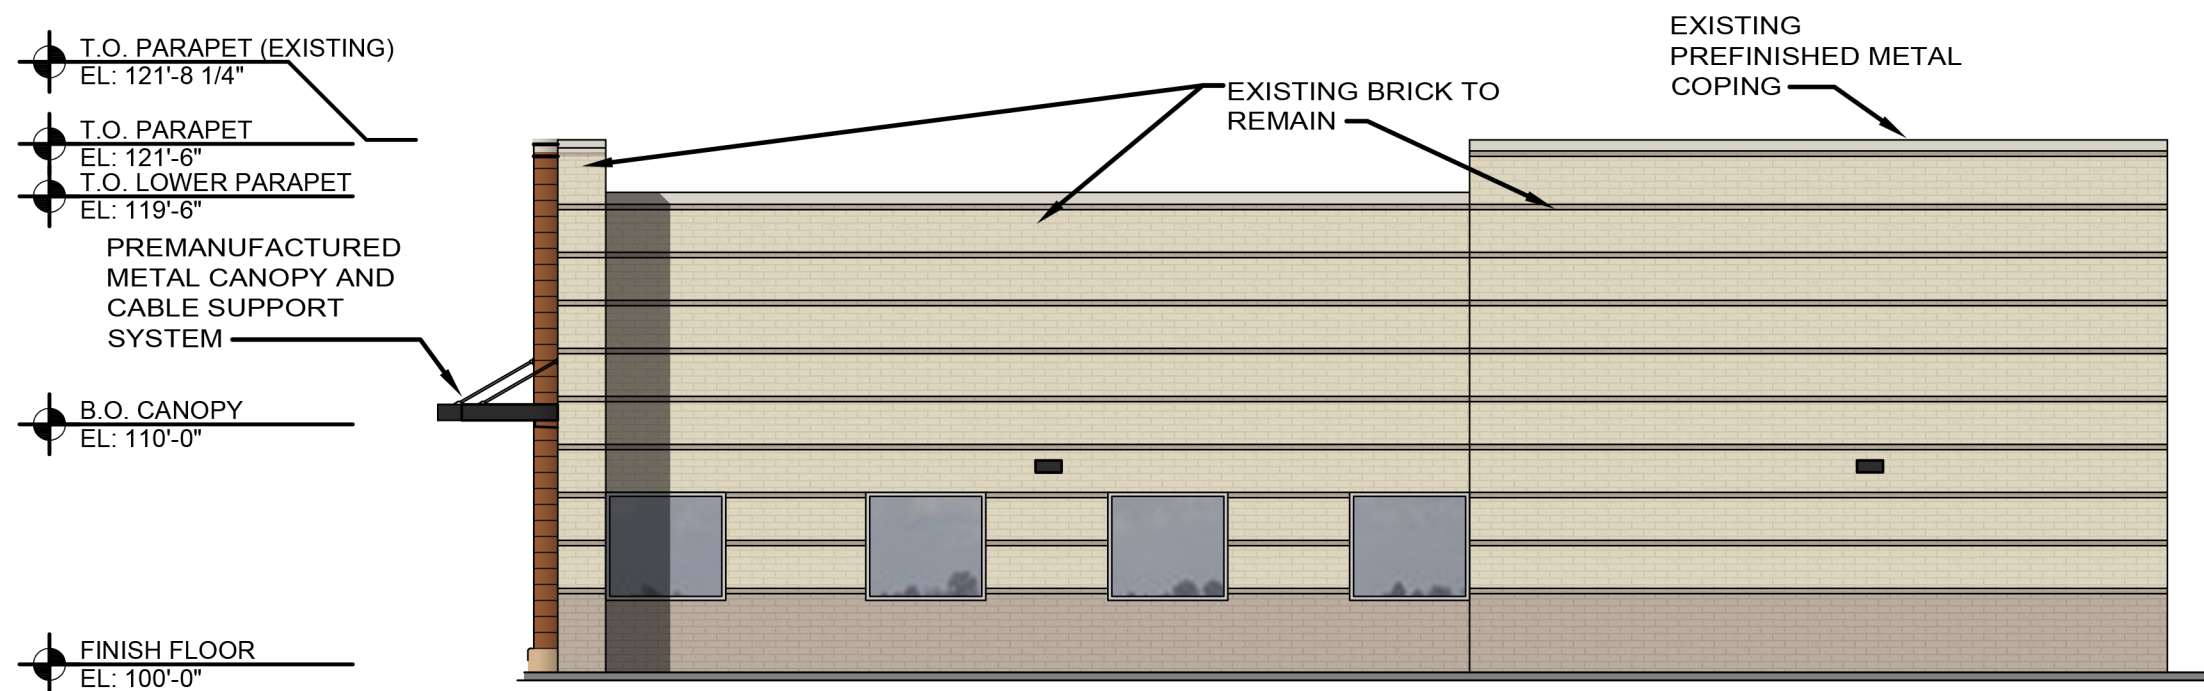 T.O. PARAPET (EXISTING)
EL: 121'-8 1/4"
T.O. PARAPET
EL: 121'-6"
T.O. LOWER PARAPET
EL: 119'-6"
PREMANUFACTURED
METAL CANOPY AND
CABLE SUPPORT
SYSTEM
B.O. CANOPY
EL: 110'-0"
FINISH FLOOR
EL: 100'-0"
EXISTING BRICK TO
REMAIN
EXISTING
PREFINISHED METAL
COPING